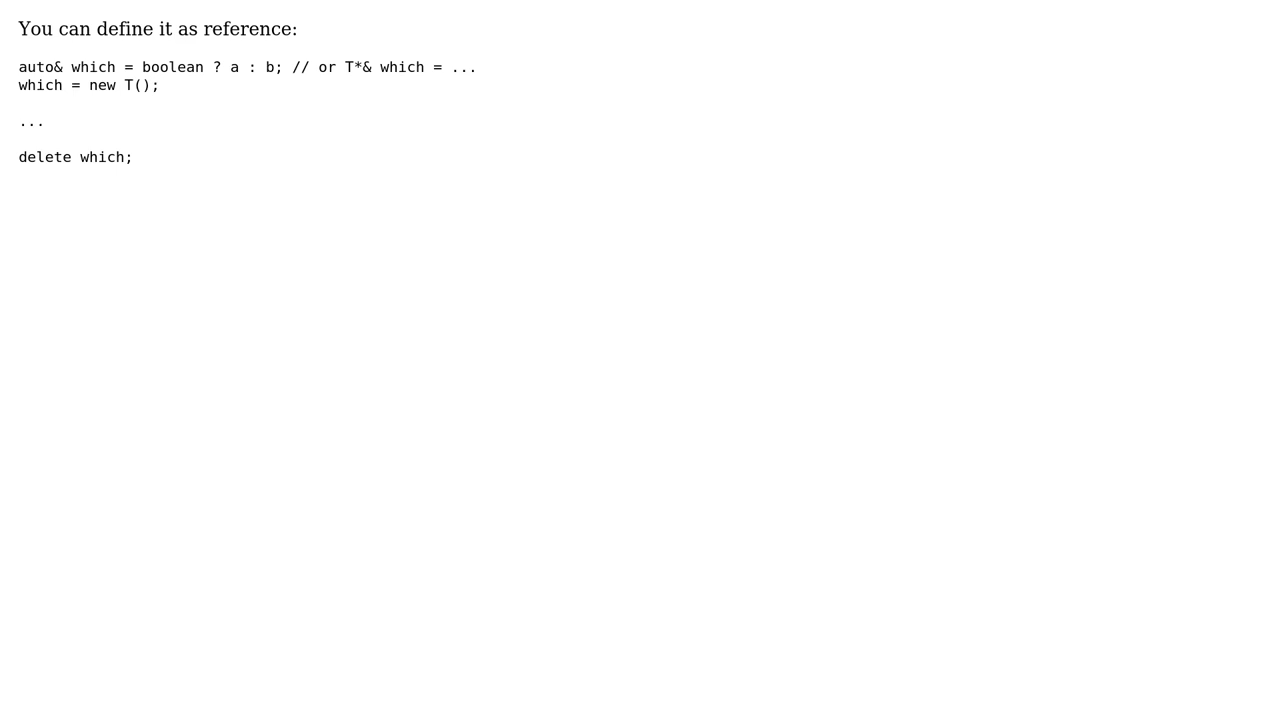 You can define it as reference:
auto& which = boolean ? a : b; // or T*& which = ...
which = new T();
...
delete which;